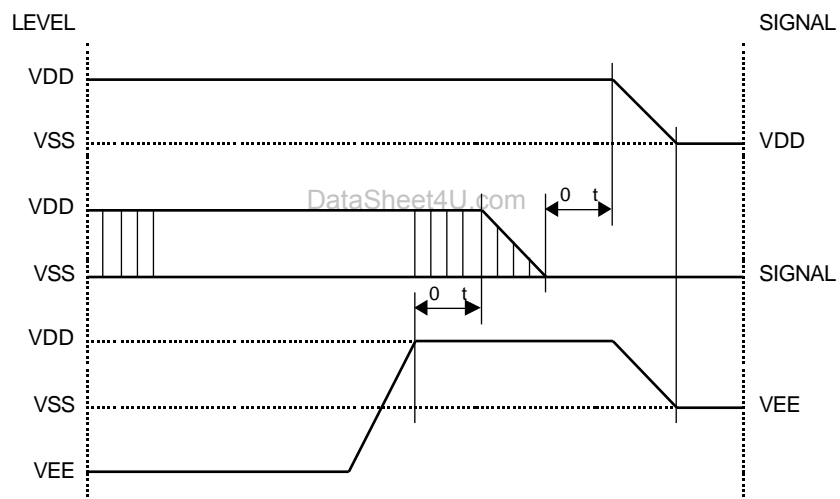 LEVEL SIGNAL
VDD
VSS VDD
DataSheet4U.com
VDD 0 t
VSS SIGNAL
0 t
VDD
VSS VEE
VEE